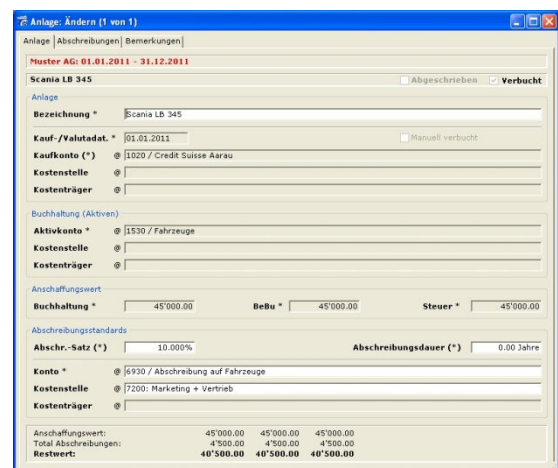 Anlage: Ändern (1 von 1)
Anlage Abschreibungen Bemerkungen
Muster AG: 01.01.2011 - 31.12.2011
Scania LB 345 Abgeschrieben Verbucht
Anlage
Bezeichnung * Scania LB 345
Kauf-/Valutadat. * 01.01.2011 Manuell verbucht
Kaufkonto (*) @ 1020 / Credit Suisse Aarau
Kostenstelle @
Kostenträger @
Buchhaltung (Aktiven)
Aktivkonto * @ 1530 / Fahrzeuge
Kostenstelle @
Kostenträger @
Anschaffungswert
Buchhaltung * 45'000.00 BeBu * 45'000.00 Steuer * 45'000.00
Abschreibungsstandards
Abschr.-Satz (*) 10.000% Abschreibungsdauer (*) 0.00 Jahre
Konto * @ 6930 / Abschreibung auf Fahrzeuge
Kostenstelle @ 7200: Marketing + Vertrieb
Kostenträger @
Anschaffungswert: 45'000.00 45'000.00 45'000.00
Total Abschreibungen: 4'500.00 4'500.00 4'500.00
Restwert: 40'500.00 40'500.00 40'500.00